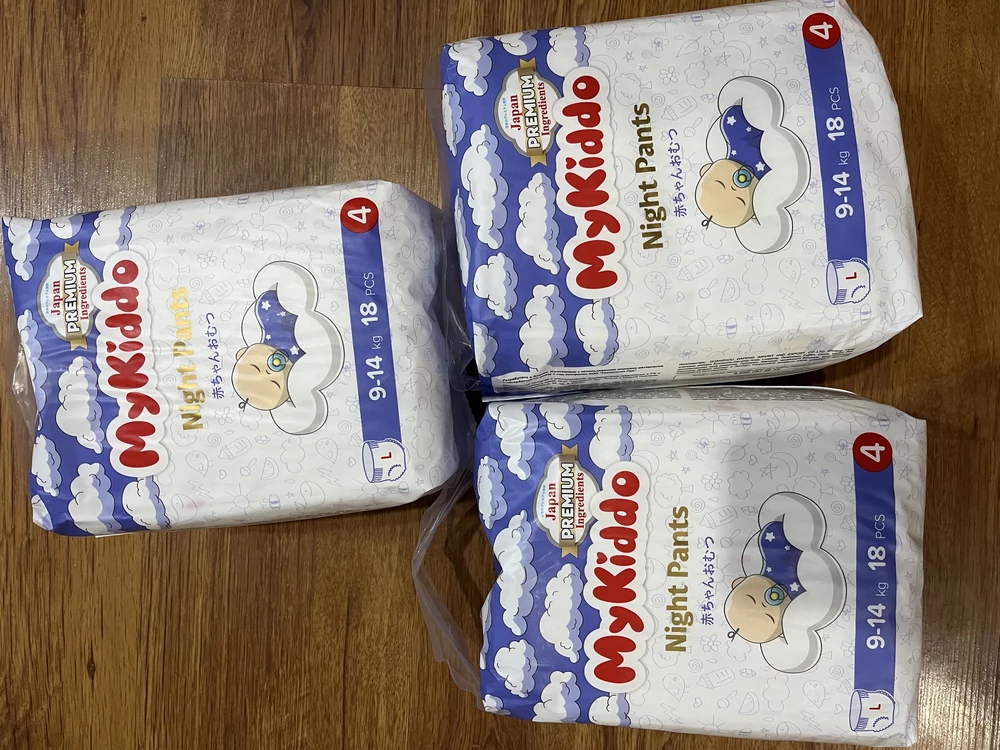 Japan
PREMIUM
Ingredients
MyKiddo
Night Pants
赤ちゃんおむつ
L
9-14 kg 18 PCS
4
Japan
PREMIUM
Ingredients
MyKiddo
Night Pants
赤ちゃんおむつ
L
9-14 kg 18 PCS
4
Japan
PREMIUM
Ingredients
MyKiddo
Night Pants
赤ちゃんおむつ
L
9-14 kg 18 PCS
4